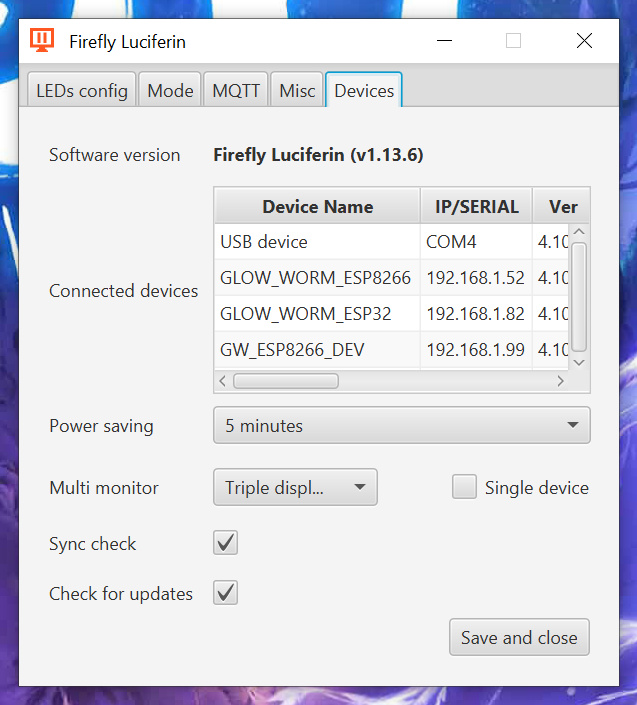 Firefly Luciferin
LEDs config Mode MQTT Misc Devices
Software version Firefly Luciferin (v1.13.6)
Device Name IP/SERIAL Ver
USB device COM4 4.10
GLOW_WORM_ESP8266 192.168.1.52 4.10
Connected devices
GLOW_WORM_ESP32 192.168.1.82 4.10
GW_ESP8266_DEV 192.168.1.99 4.10
Power saving 5 minutes
Multi monitor Triple displ... Single device
Sync check
Check for updates
Save and close